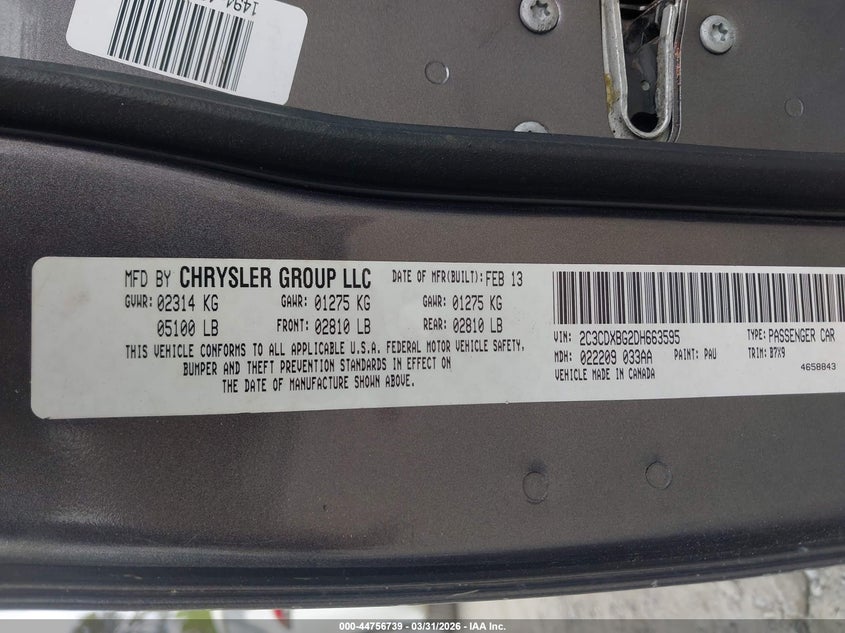 1494
MFD BY CHRYSLER GROUP LLC DATE OF MFR(BUILT): FEB 13
GVWR: 02314 KG GAWR: 01275 KG GAWR: 01275 KG
05100 LB FRONT: 02810 LB REAR: 02810 LB
THIS VEHICLE CONFORMS TO ALL APPLICABLE U.S.A. FEDERAL MOTOR VEHICLE SAFETY,
BUMPER AND THEFT PREVENTION STANDARDS IN EFFECT ON
THE DATE OF MANUFACTURE SHOWN ABOVE.
VIN: 2C3CDXBG2DH663595 TYPE: PASSENGER CAR
MDH: 022209 033AA PAINT: PAU TRIM: B7X9
VEHICLE MADE IN CANADA 4658843
000-44756739 - 03/31/2026 - IAA Inc.